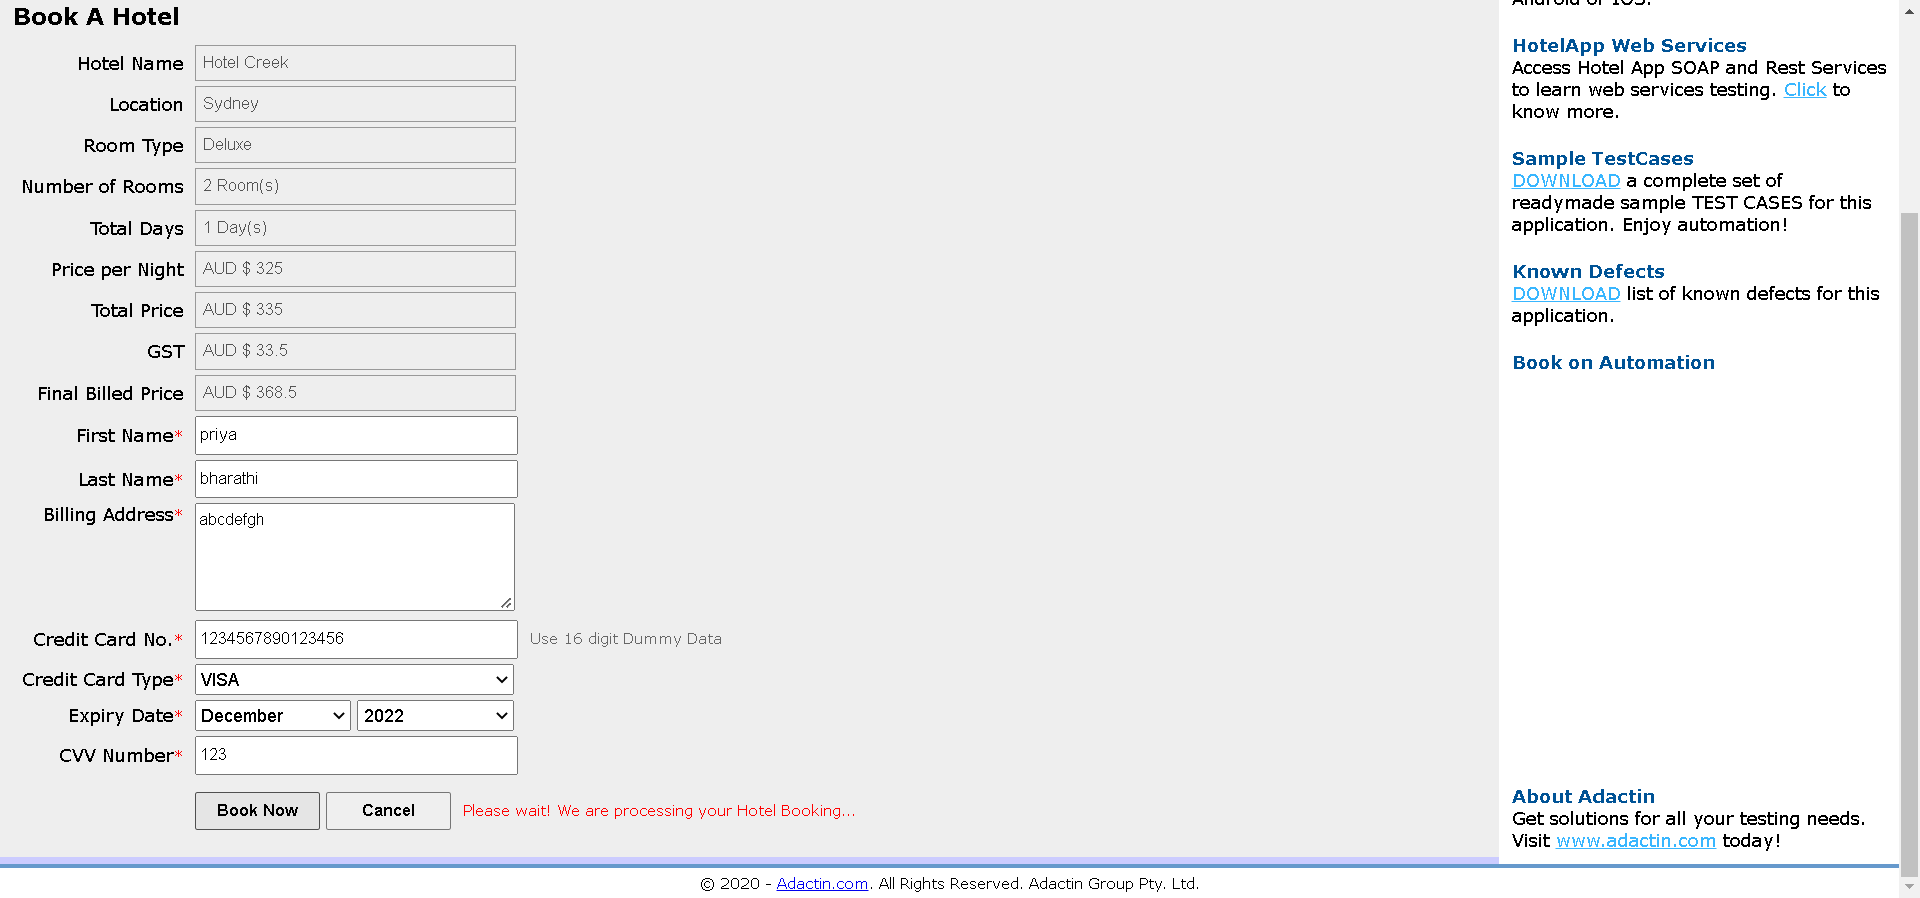 Book A Hotel
Hotel Name Hotel Creek
Location Sydney
Room Type Deluxe
Number of Rooms 2 Room(s)
Total Days 1 Day(s)
Price per Night AUD $ 325
Total Price AUD $ 335
GST AUD $ 33.5
Final Billed Price AUD $ 368.5
First Name* priya
Last Name* bharathi
Billing Address* abcdefgh
Credit Card No.* 1234567890123456 Use 16 digit Dummy Data
Credit Card Type* VISA
Expiry Date* December 2022
CVV Number* 123
Book Now Cancel Please wait! We are processing your Hotel Booking...
Android or IOS.
HotelApp Web Services
Access Hotel App SOAP and Rest Services
to learn web services testing. Click to
know more.
Sample TestCases
DOWNLOAD a complete set of
readymade sample TEST CASES for this
application. Enjoy automation!
Known Defects
DOWNLOAD list of known defects for this
application.
Book on Automation
About Adactin
Get solutions for all your testing needs.
Visit www.adactin.com today!
© 2020 - Adactin.com. All Rights Reserved. Adactin Group Pty. Ltd.